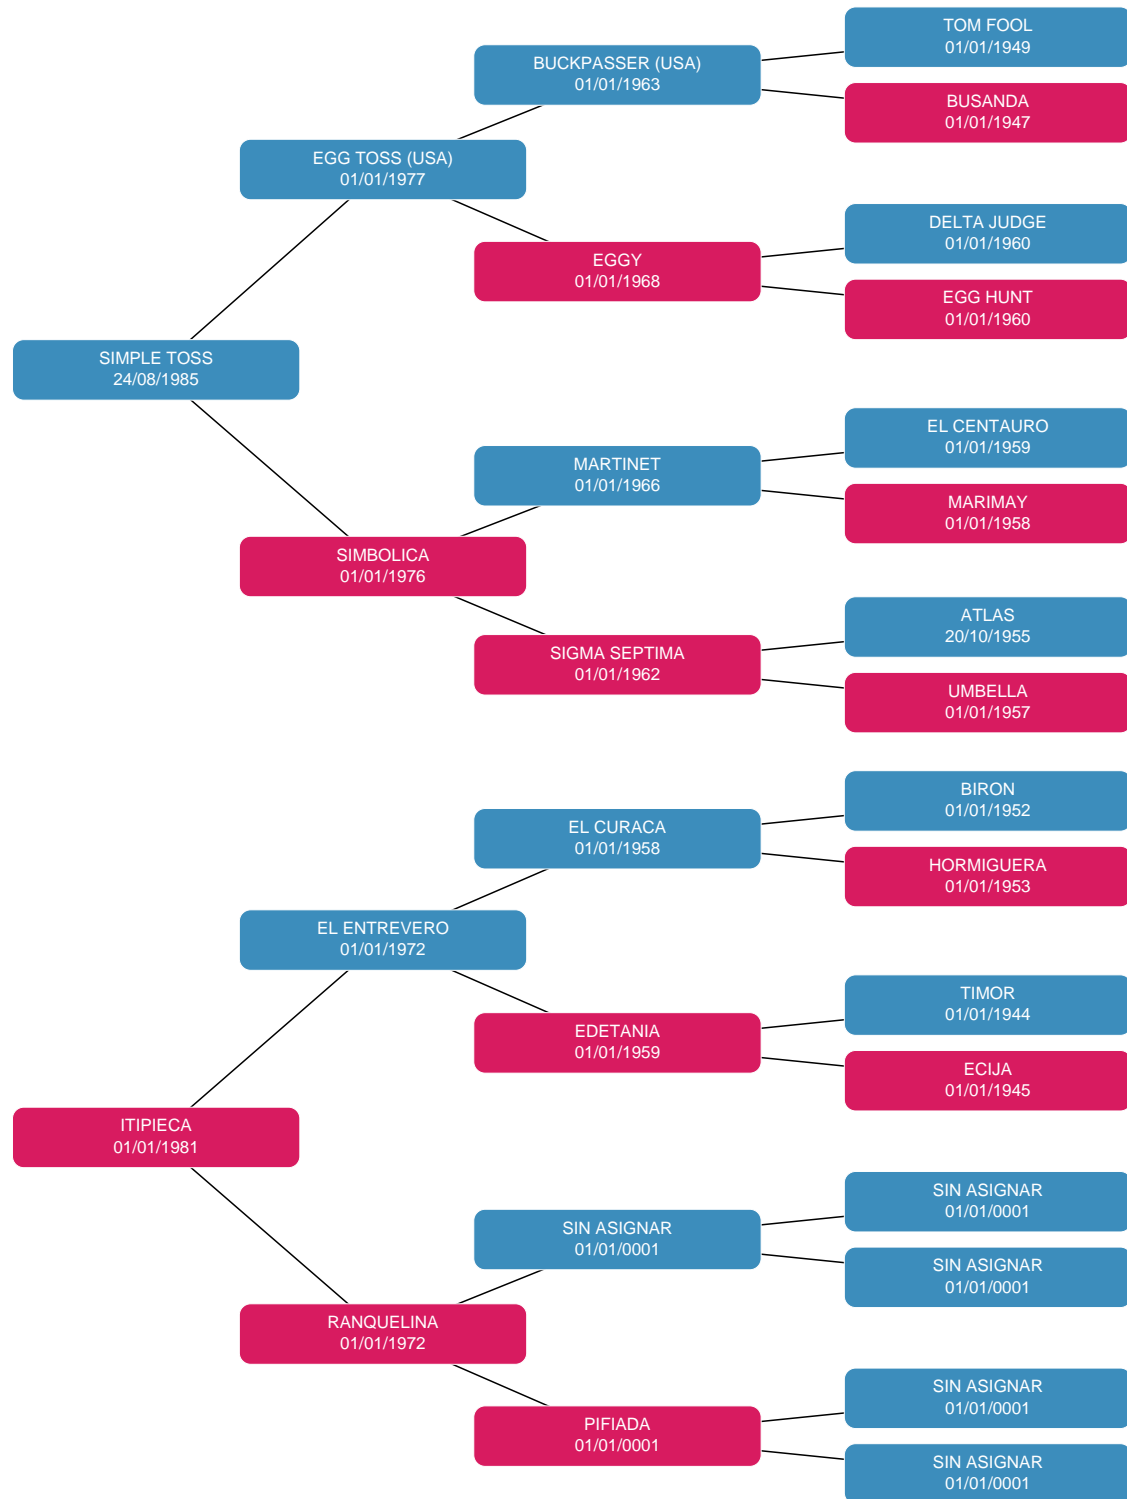 TOM FOOL
01/01/1949
BUCKPASSER (USA)
01/01/1963
BUSANDA
01/01/1947
EGG TOSS (USA)
01/01/1977
DELTA JUDGE
01/01/1960
EGGY
01/01/1968
EGG HUNT
01/01/1960
SIMPLE TOSS
24/08/1985
EL CENTAURO
01/01/1959
MARTINET
01/01/1966
MARIMAY
01/01/1958
SIMBOLICA
01/01/1976
ATLAS
20/10/1955
SIGMA SEPTIMA
01/01/1962
UMBELLA
01/01/1957
BIRON
01/01/1952
EL CURACA
01/01/1958
HORMIGUERA
01/01/1953
EL ENTREVERO
01/01/1972
TIMOR
01/01/1944
EDETANIA
01/01/1959
ECIJA
01/01/1945
ITIPIECA
01/01/1981
SIN ASIGNAR
01/01/0001
SIN ASIGNAR
01/01/0001
SIN ASIGNAR
01/01/0001
RANQUELINA
01/01/1972
SIN ASIGNAR
01/01/0001
PIFIADA
01/01/0001
SIN ASIGNAR
01/01/0001